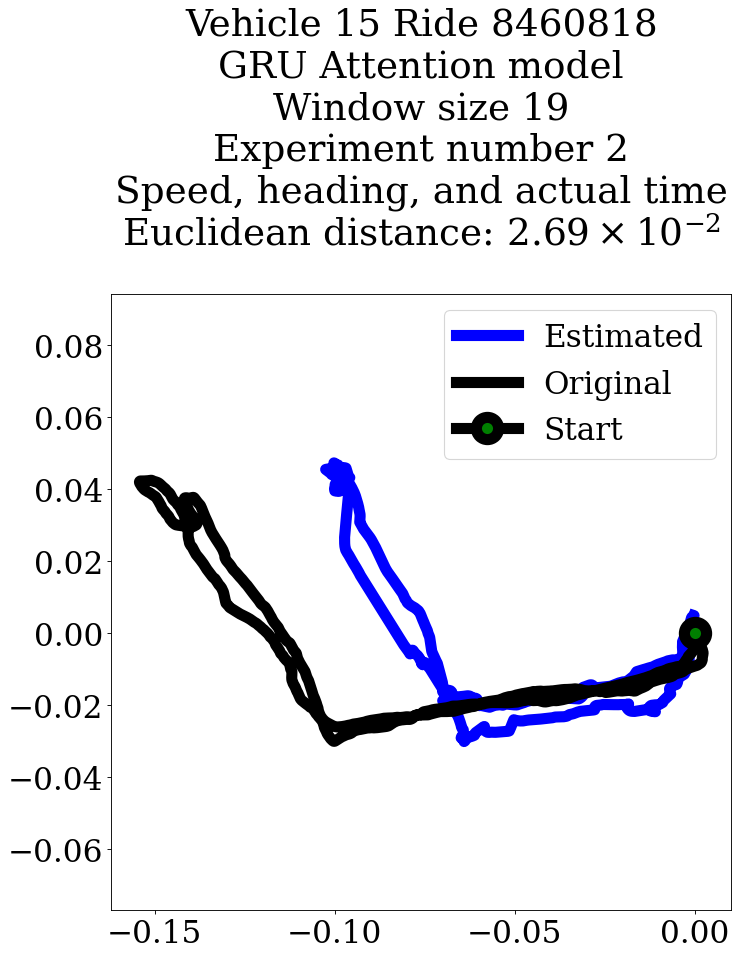 Vehicle 15 Ride 8460818
GRU Attention model
Window size 19
Experiment number 2
Speed, heading, and actual time
Euclidean distance: 2.69 × 10⁻²
Estimated
Original
Start
0.08
0.06
0.04
0.02
0.00
−0.02
−0.04
−0.06
−0.15
−0.10
−0.05
0.00